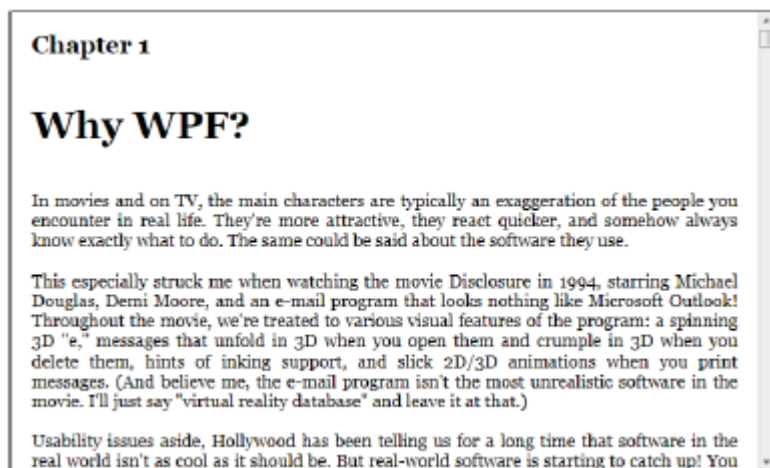 Chapter 1
Why WPF?
In movies and on TV, the main characters are typically an exaggeration of the people you
encounter in real life. They're more attractive, they react quicker, and somehow always
know exactly what to do. The same could be said about the software they use.
This especially struck me when watching the movie Disclosure in 1994, starring Michael
Douglas, Demi Moore, and an e-mail program that looks nothing like Microsoft Outlook!
Throughout the movie, we're treated to various visual features of the program: a spinning
3D "e," messages that unfold in 3D when you open them and crumple in 3D when you
delete them, hints of inking support, and slick 2D/3D animations when you print
messages. (And believe me, the e-mail program isn't the most unrealistic software in the
movie. I'll just say "virtual reality database" and leave it at that.)
Usability issues aside, Hollywood has been telling us for a long time that software in the
real world isn't as cool as it should be. But real-world software is starting to catch up! You